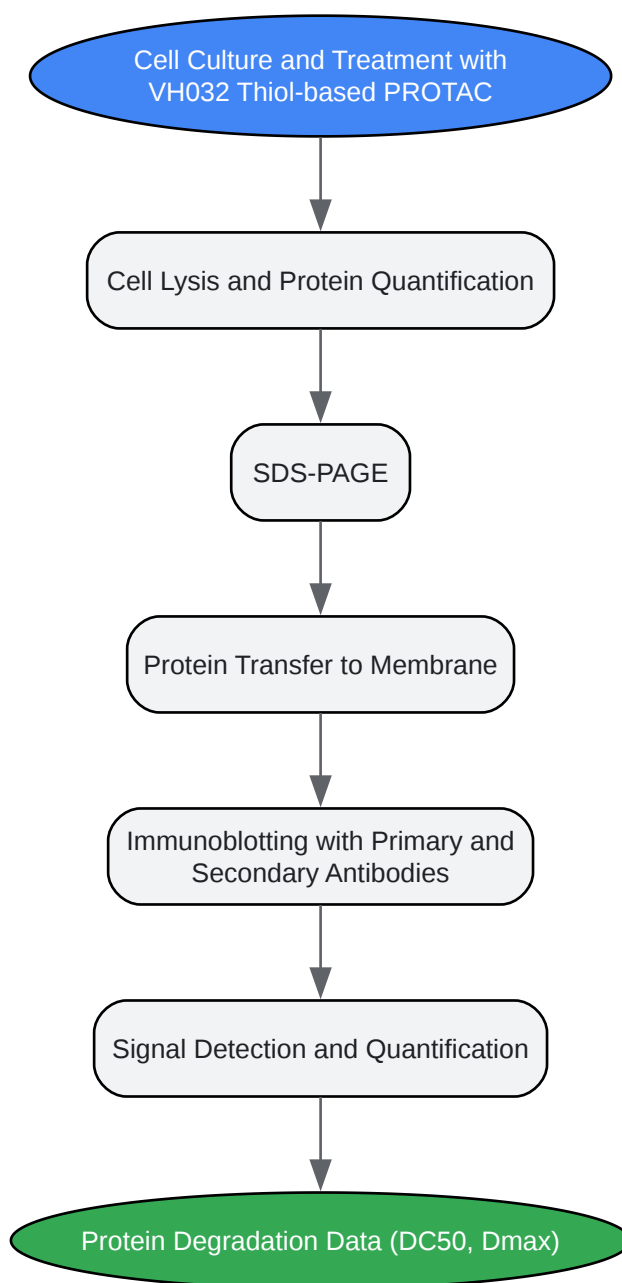 Cell Culture and Treatment with
VH032 Thiol-based PROTAC
Cell Lysis and Protein Quantification
SDS-PAGE
Protein Transfer to Membrane
Immunoblotting with Primary and
Secondary Antibodies
Signal Detection and Quantification
Protein Degradation Data (DC50, Dmax)